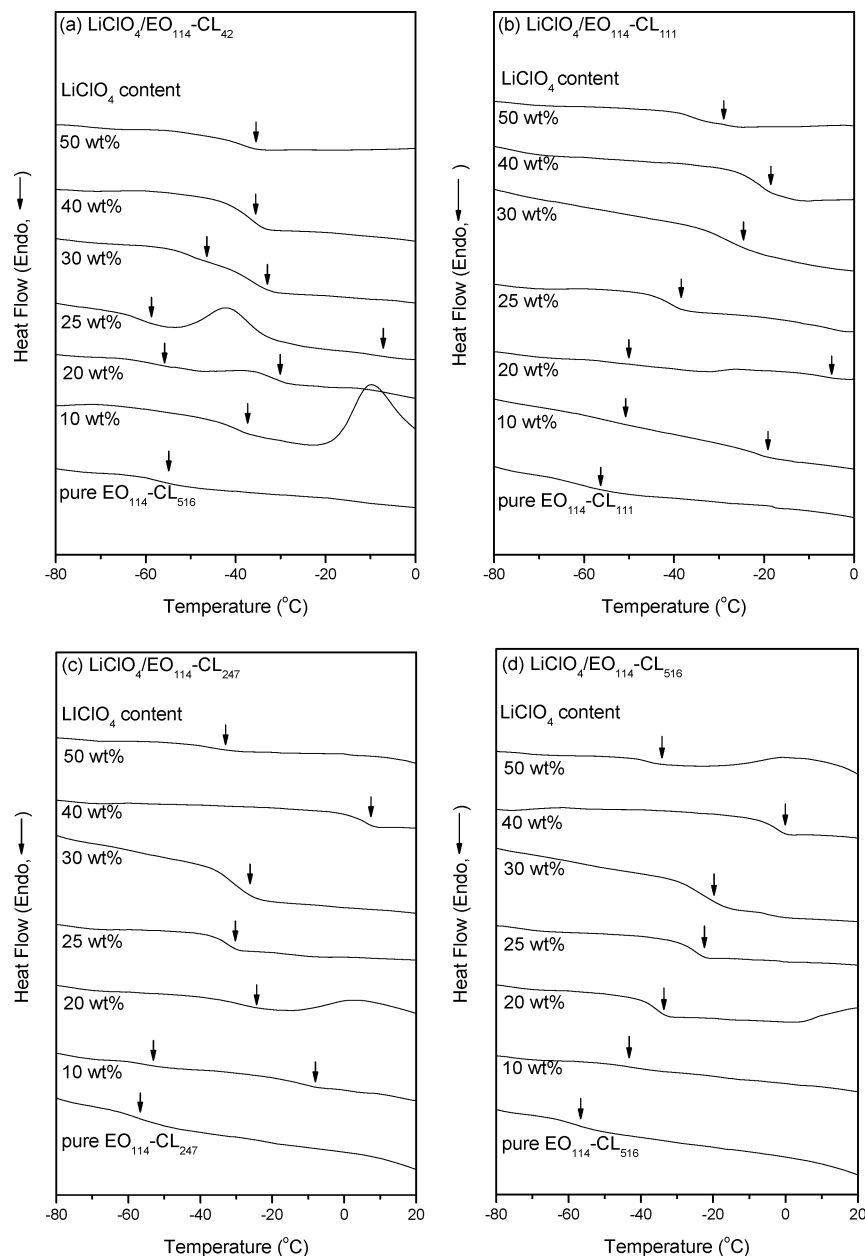 (a) LiClO₄/EO₁₁₄-CL₄₂
LiClO₄ content
50 wt%
40 wt%
30 wt%
25 wt%
20 wt%
10 wt%
pure EO₁₁₄-CL₅₁₆
Heat Flow (Endo, ⟶)
-80 -60 -40 -20 0
Temperature (°C)
(b) LiClO₄/EO₁₁₄-CL₁₁₁
LiClO₄ content
50 wt%
40 wt%
30 wt%
25 wt%
20 wt%
10 wt%
pure EO₁₁₄-CL₁₁₁
Heat Flow (Endo, ⟶)
-80 -60 -40 -20 0
Temperature (°C)
(c) LiClO₄/EO₁₁₄-CL₂₄₇
LIClO₄ content
50 wt%
40 wt%
30 wt%
25 wt%
20 wt%
10 wt%
pure EO₁₁₄-CL₂₄₇
Heat Flow (Endo, ⟶)
-80 -60 -40 -20 0 20
Temperature (°C)
(d) LiClO₄/EO₁₁₄-CL₅₁₆
LiClO₄ content
50 wt%
40 wt%
30 wt%
25 wt%
20 wt%
10 wt%
pure EO₁₁₄-CL₅₁₆
Heat Flow (Endo, ⟶)
-80 -60 -40 -20 0 20
Temperature (°C)